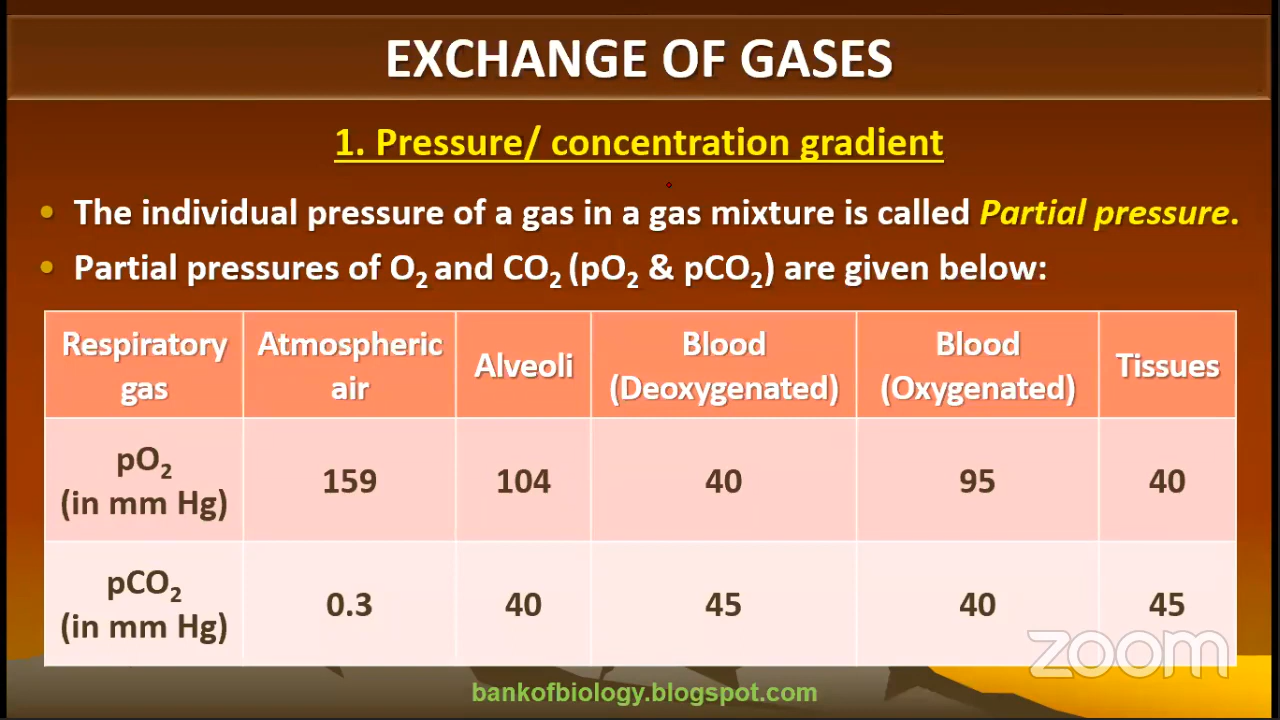 EXCHANGE OF GASES
1. Pressure/ concentration gradient
• The individual pressure of a gas in a gas mixture is called Partial pressure.
• Partial pressures of O₂ and CO₂ (pO₂ & pCO₂) are given below:
Respiratory gas | Atmospheric air | Alveoli | Blood (Deoxygenated) | Blood (Oxygenated) | Tissues
pO₂ (in mm Hg) | 159 | 104 | 40 | 95 | 40
pCO₂ (in mm Hg) | 0.3 | 40 | 45 | 40 | 45
zoom
bankofbiology.blogspot.com